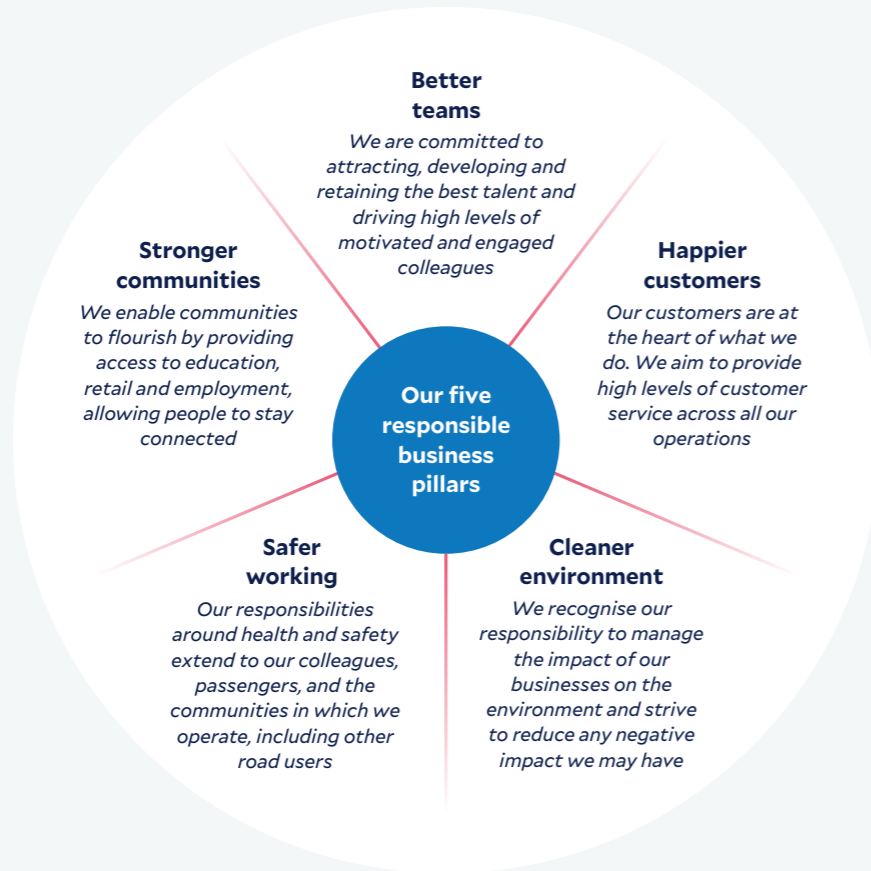 Better
teams
We are committed to
attracting, developing and
retaining the best talent and
driving high levels of
motivated and engaged
colleagues
Happier
customers
Our customers are at
the heart of what we
do. We aim to provide
high levels of customer
service across all our
operations
Cleaner
environment
We recognise our
responsibility to manage
the impact of our
businesses on the
environment and strive
to reduce any negative
impact we may have
Safer
working
Our responsibilities
around health and safety
extend to our colleagues,
passengers, and the
communities in which we
operate, including other
road users
Stronger
communities
We enable communities
to flourish by providing
access to education,
retail and employment,
allowing people to stay
connected
Our five
responsible
business
pillars